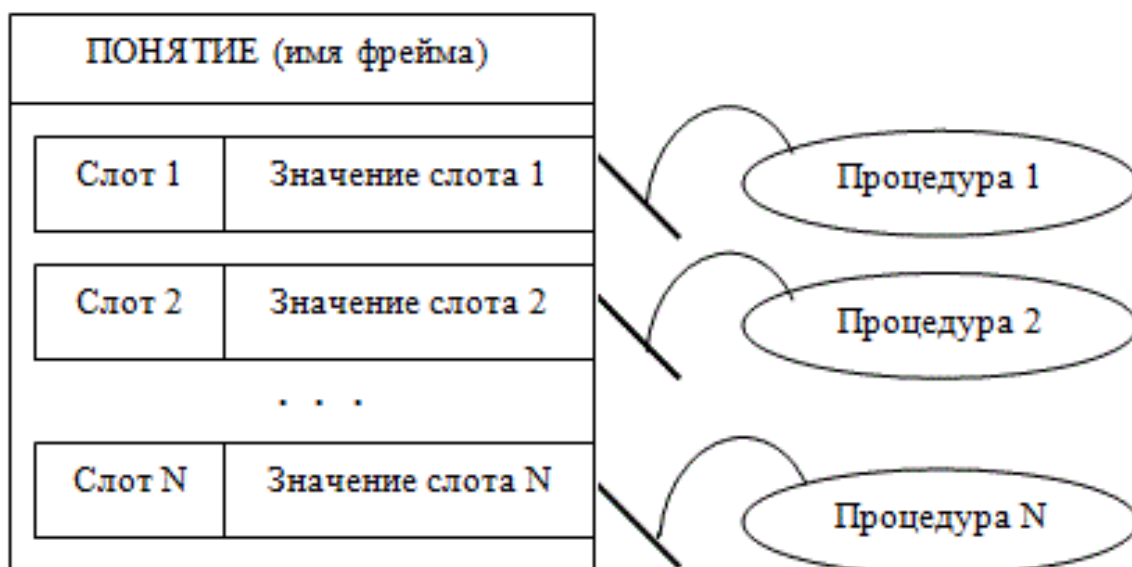 ПОНЯТИЕ (имя фрейма)
Слот 1 Значение слота 1 Процедура 1
Слот 2 Значение слота 2 Процедура 2
. . .
Слот N Значение слота N Процедура N